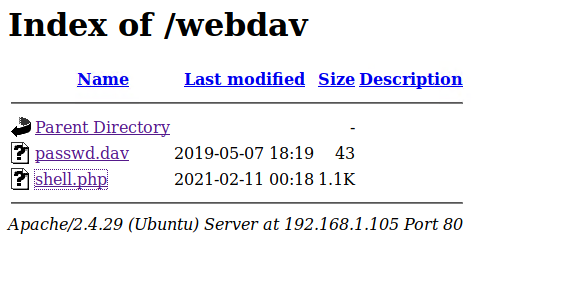 Index of /webdav
Name Last modified Size Description
Parent Directory -
passwd.dav 2019-05-07 18:19 43
shell.php 2021-02-11 00:18 1.1K
Apache/2.4.29 (Ubuntu) Server at 192.168.1.105 Port 80